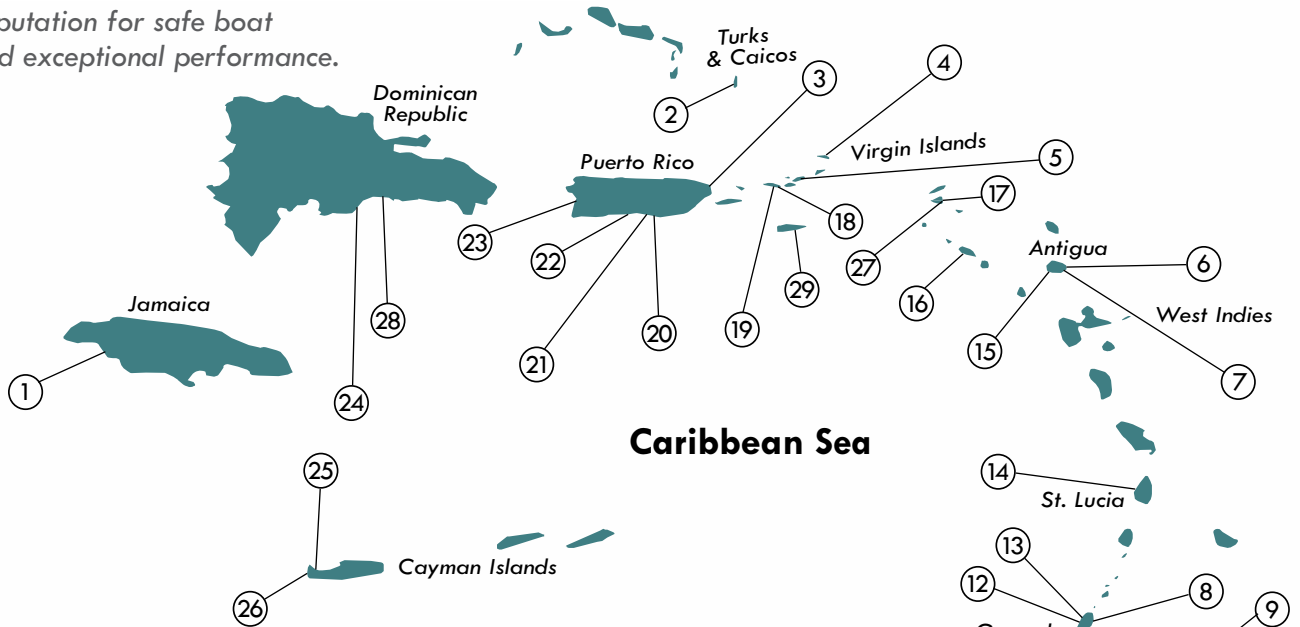 putation for safe boat
d exceptional performance.
Turks
& Caicos
4
3
Dominican
Republic
2
Virgin Islands
5
Puerto Rico
17
18
23
22
27
Antigua
6
29
16
Jamaica
West Indies
28
19
20
15
21
7
1
24
Caribbean Sea
25
14
St. Lucia
13
Cayman Islands
12
8
26
9